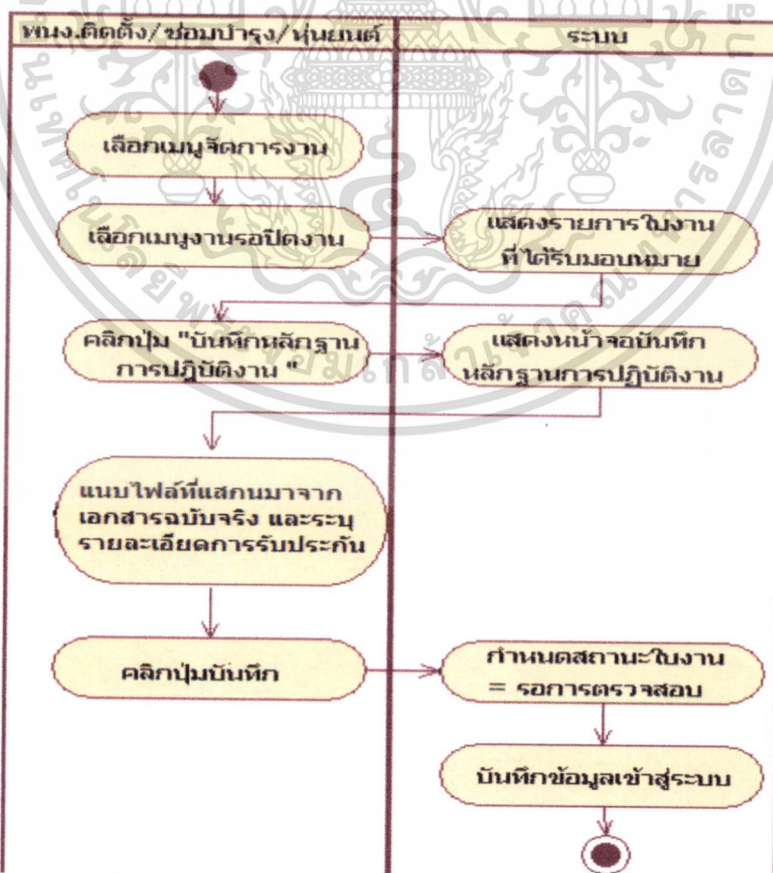 พนง.ติดตั้ง/ซ่อมบำรุง/หุ่นยนต์
ระบบ
เลือกเมนูจัดการงาน
เลือกเมนูงานรอปิดงาน
แสดงรายการใบงาน
ที่ได้รับมอบหมาย
คลิกปุ่ม "บันทึกหลักฐาน
การปฏิบัติงาน "
แสดงหน้าจอบันทึก
หลักฐานการปฏิบัติงาน
แนบไฟล์ที่แสกนมาจาก
เอกสารฉบับจริง และระบุ
รายละเอียดการรับประกัน
คลิกปุ่มบันทึก
กำหนดสถานะใบงาน
= รอการตรวจสอบ
บันทึกข้อมูลเข้าสู่ระบบ